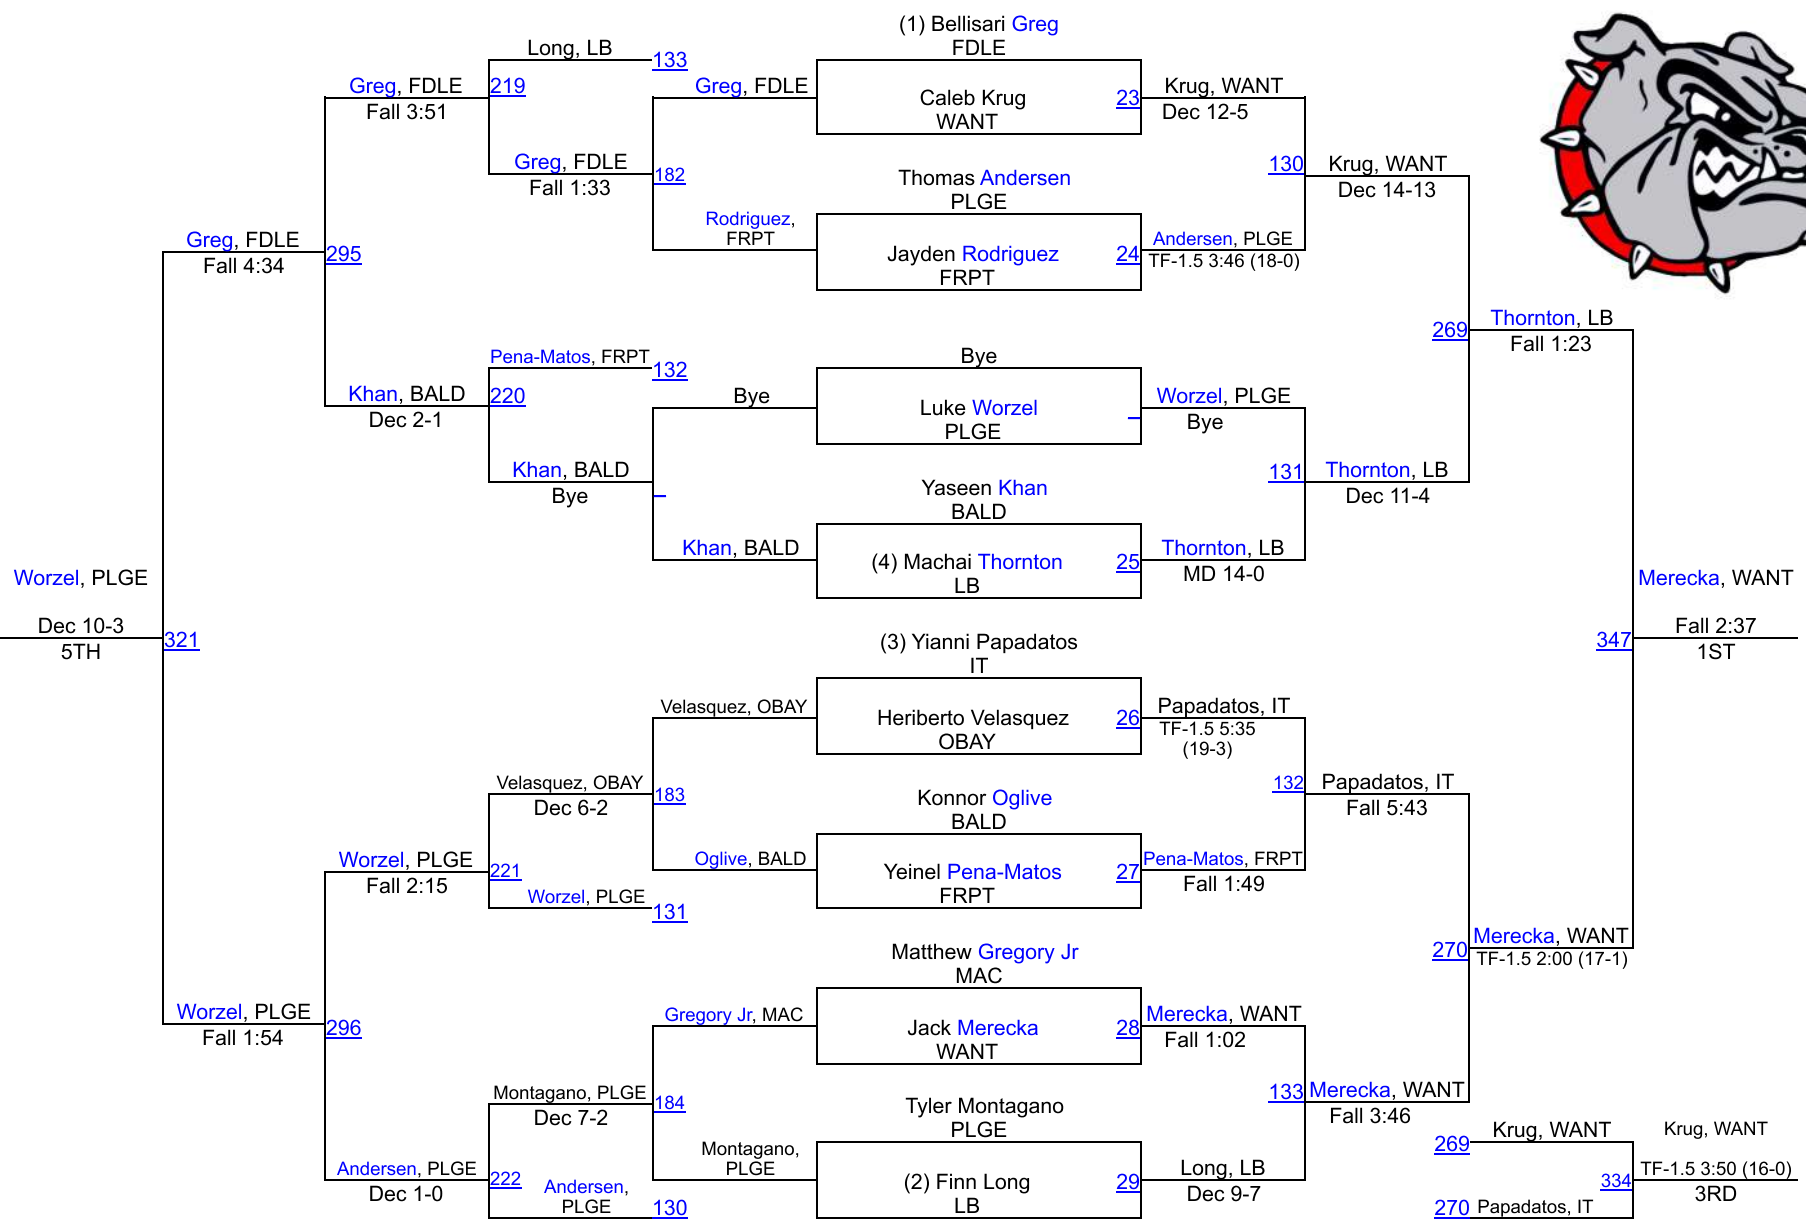 (1) Bellisari Greg
FDLE
Long, LB
133
Greg, FDLE
219
Greg, FDLE
Krug, WANT
Fall 3:51
Caleb Krug
23
Dec 12-5
WANT
Greg, FDLE
182
Fall 1:33
Thomas Andersen
130
Krug, WANT
PLGE
Dec 14-13
Rodriguez,
FRPT
Greg, FDLE
295
Jayden Rodriguez
24
Andersen, PLGE
Fall 4:34
FRPT
TF-1.5 3:46 (18-0)
269
Thornton, LB
Fall 1:23
Pena-Matos, FRPT
132
Bye
Khan, BALD
220
Bye
Worzel, PLGE
Dec 2-1
Luke Worzel
Bye
PLGE
Khan, BALD
131
Thornton, LB
Bye
Yaseen Khan
Dec 11-4
BALD
Khan, BALD
(4) Machai Thornton
25
Thornton, LB
LB
MD 14-0
Worzel, PLGE
Merecka, WANT
Dec 10-3
321
(3) Yianni Papadatos
347
Fall 2:37
5TH
IT
1ST
Velasquez, OBAY
Heriberto Velasquez
26
Papadatos, IT
OBAY
TF-1.5 5:35
(19-3)
Velasquez, OBAY
183
Konnor Oglive
132
Papadatos, IT
Dec 6-2
BALD
Fall 5:43
Worzel, PLGE
221
Oglive, BALD
Yeinel Pena-Matos
27
Pena-Matos, FRPT
Fall 2:15
FRPT
Fall 1:49
Worzel, PLGE
131
Matthew Gregory Jr
270
Merecka, WANT
MAC
TF-1.5 2:00 (17-1)
Worzel, PLGE
296
Gregory Jr, MAC
Jack Merecka
28
Merecka, WANT
Fall 1:54
WANT
Fall 1:02
Montagano, PLGE
184
Tyler Montagano
133
Merecka, WANT
Dec 7-2
PLGE
Fall 3:46
269
Krug, WANT
Krug, WANT
Andersen, PLGE
222
Montagano,
PLGE
(2) Finn Long
29
Long, LB
334
TF-1.5 3:50 (16-0)
Dec 1-0
LB
Dec 9-7
3RD
Andersen,
PLGE
130
270
Papadatos, IT